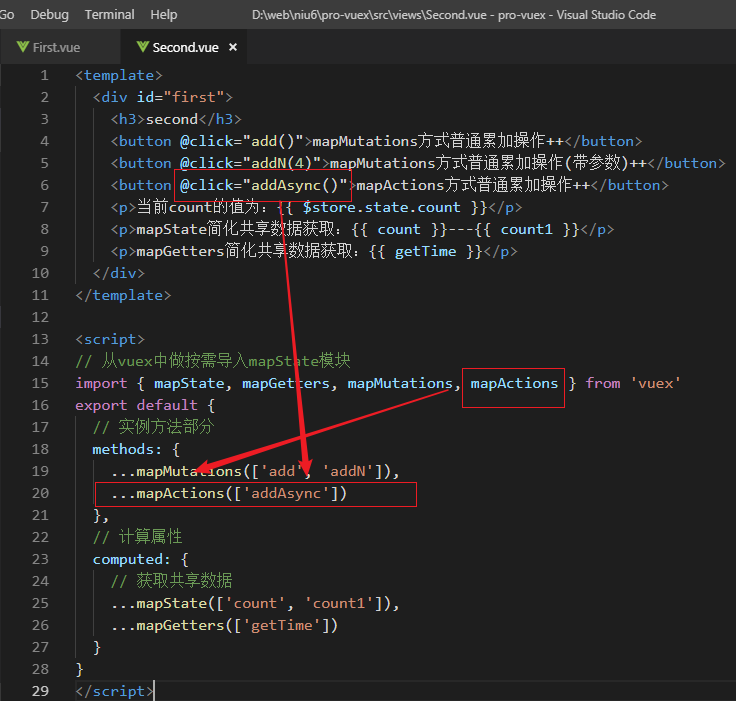 Go Debug Terminal Help D:\web\niu6\pro-vuex\src\views\Second.vue - pro-vuex - Visual Studio Code
First.vue Second.vue ×
1 <template>
2 <div id="first">
3 <h3>second</h3>
4 <button @click="add()">mapMutations方式普通累加操作++</button>
5 <button @click="addN(4)">mapMutations方式普通累加操作(带参数)++</button>
6 <button @click="addAsync()">mapActions方式普通累加操作++</button>
7 <p>当前count的值为：{{ $store.state.count }}</p>
8 <p>mapState简化共享数据获取：{{ count }}---{{ count1 }}</p>
9 <p>mapGetters简化共享数据获取：{{ getTime }}</p>
10 </div>
11 </template>
12
13 <script>
14 // 从vuex中做按需导入mapState模块
15 import { mapState, mapGetters, mapMutations, mapActions } from 'vuex'
16 export default {
17 // 实例方法部分
18 methods: {
19 ...mapMutations(['add', 'addN']),
20 ...mapActions(['addAsync'])
21 },
22 // 计算属性
23 computed: {
24 // 获取共享数据
25 ...mapState(['count', 'count1']),
26 ...mapGetters(['getTime'])
27 }
28 }
29 </script>